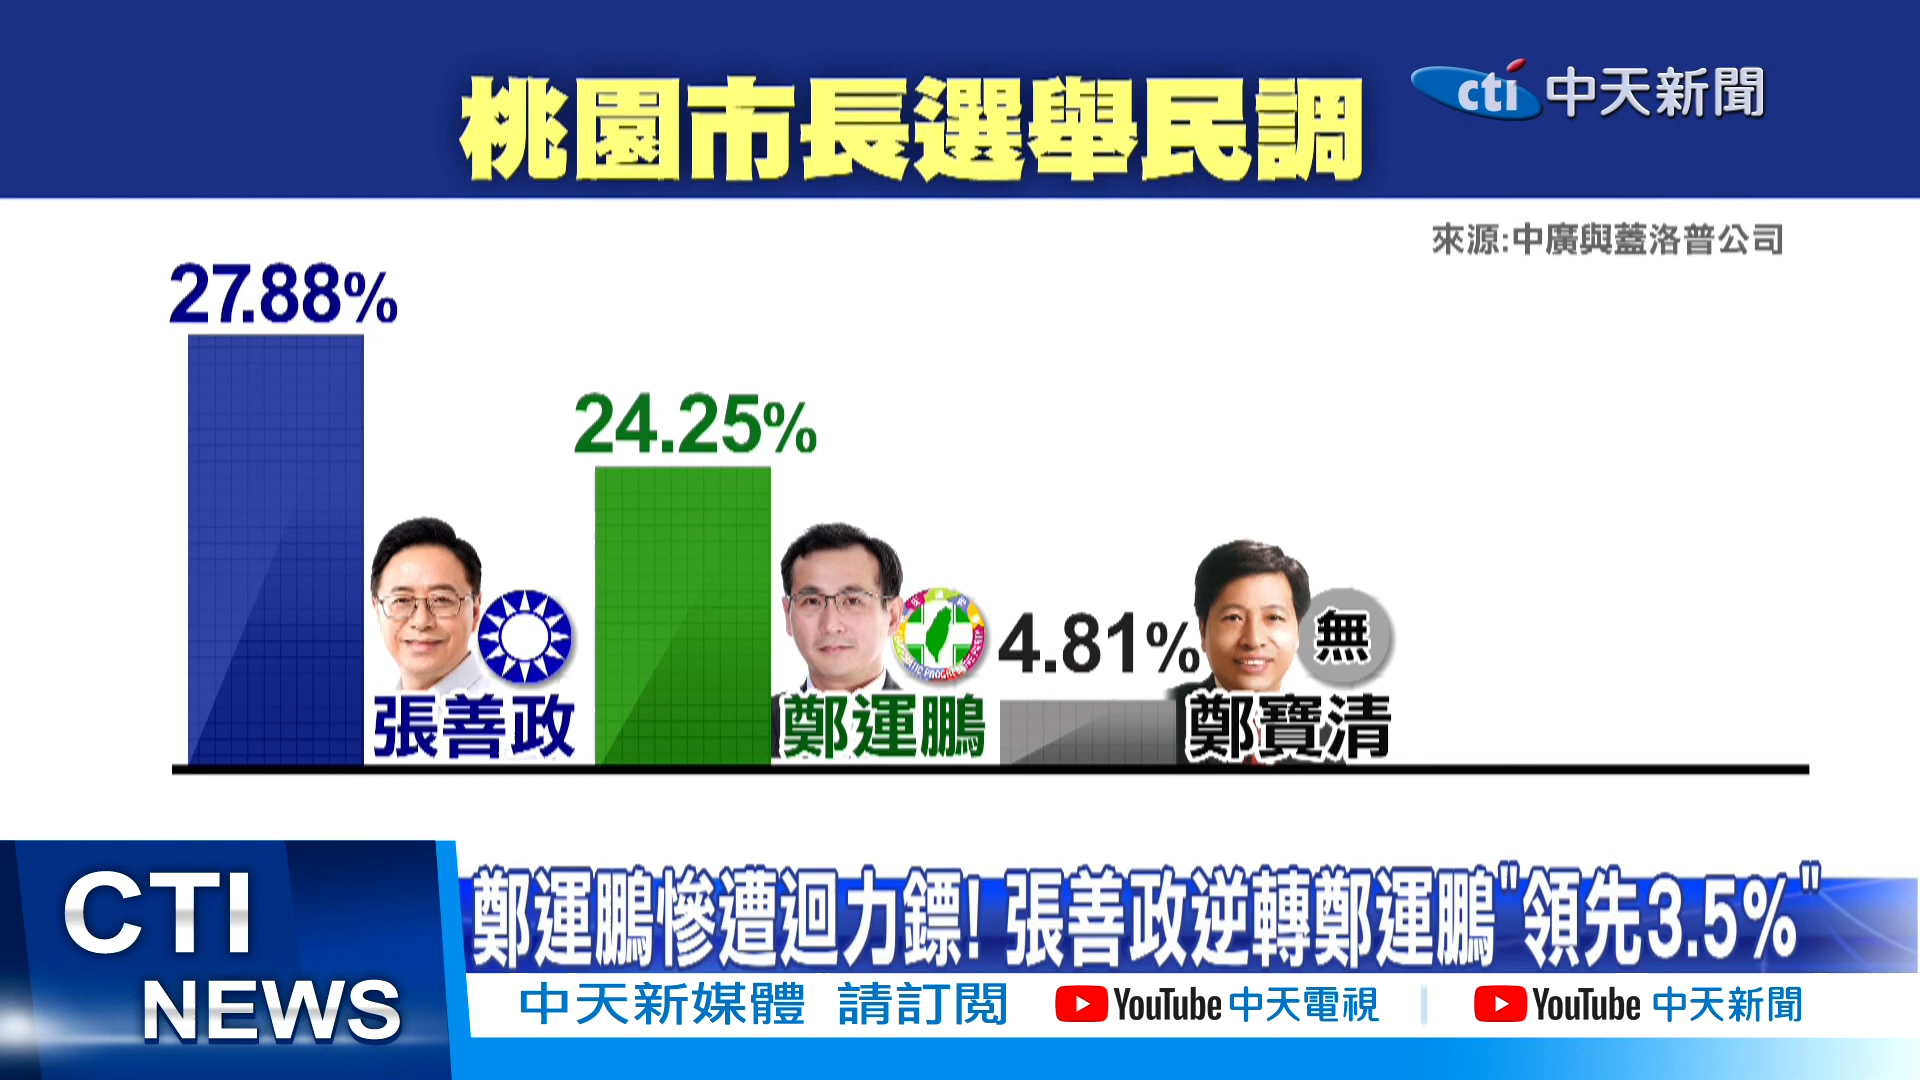 桃園市長選舉民調
cti 中天新聞
來源:中廣與蓋洛普公司
27.88%
24.25%
4.81%
無
張善政
鄭運鵬
鄭寶清
CTI
NEWS
鄭運鵬慘遭迴力鏢! 張善政逆轉鄭運鵬"領先3.5%"
中天新媒體 請訂閱 YouTube 中天電視 | YouTube 中天新聞